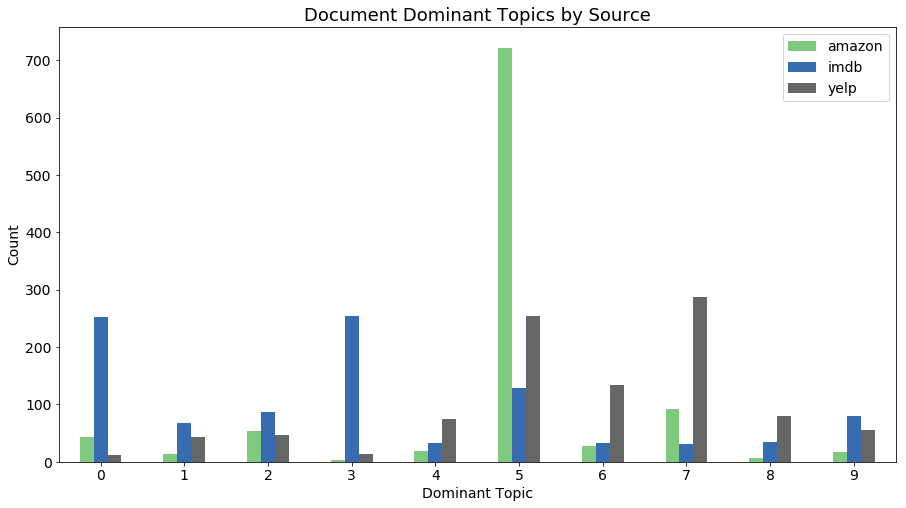 Document Dominant Topics by Source
amazon
imdb
yelp
700
600
500
400
300
200
100
0
Count
0 1 2 3 4 5 6 7 8 9
Dominant Topic